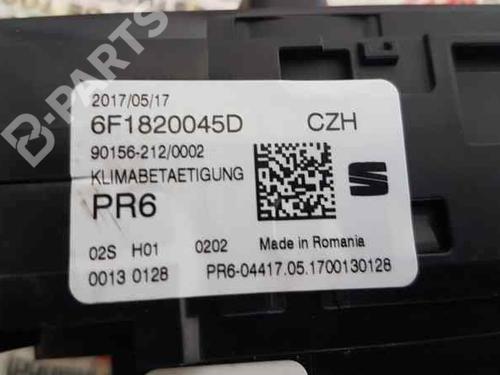 B-PARTS
2017/05/17
6F1820045D CZH
90156-212/0002
KLIMABETAETIGUNG
PR6
02S H01 0202 Made in Romania
0013 0128 PR6-04417.05.1700130128